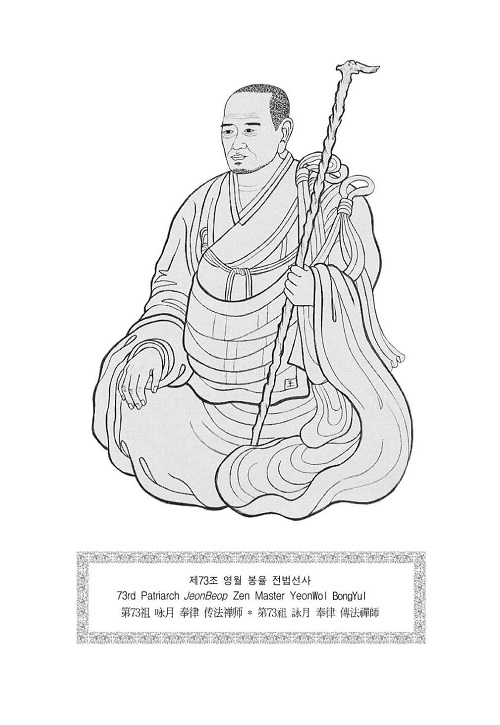 王
제73조 영월 봉율 전법선사
73rd Patriarch JeonBeop Zen Master YeonWol BongYul
第73祖 咏月 奉律 传法禅师 * 第73祖 詠月 奉律 傳法禪師